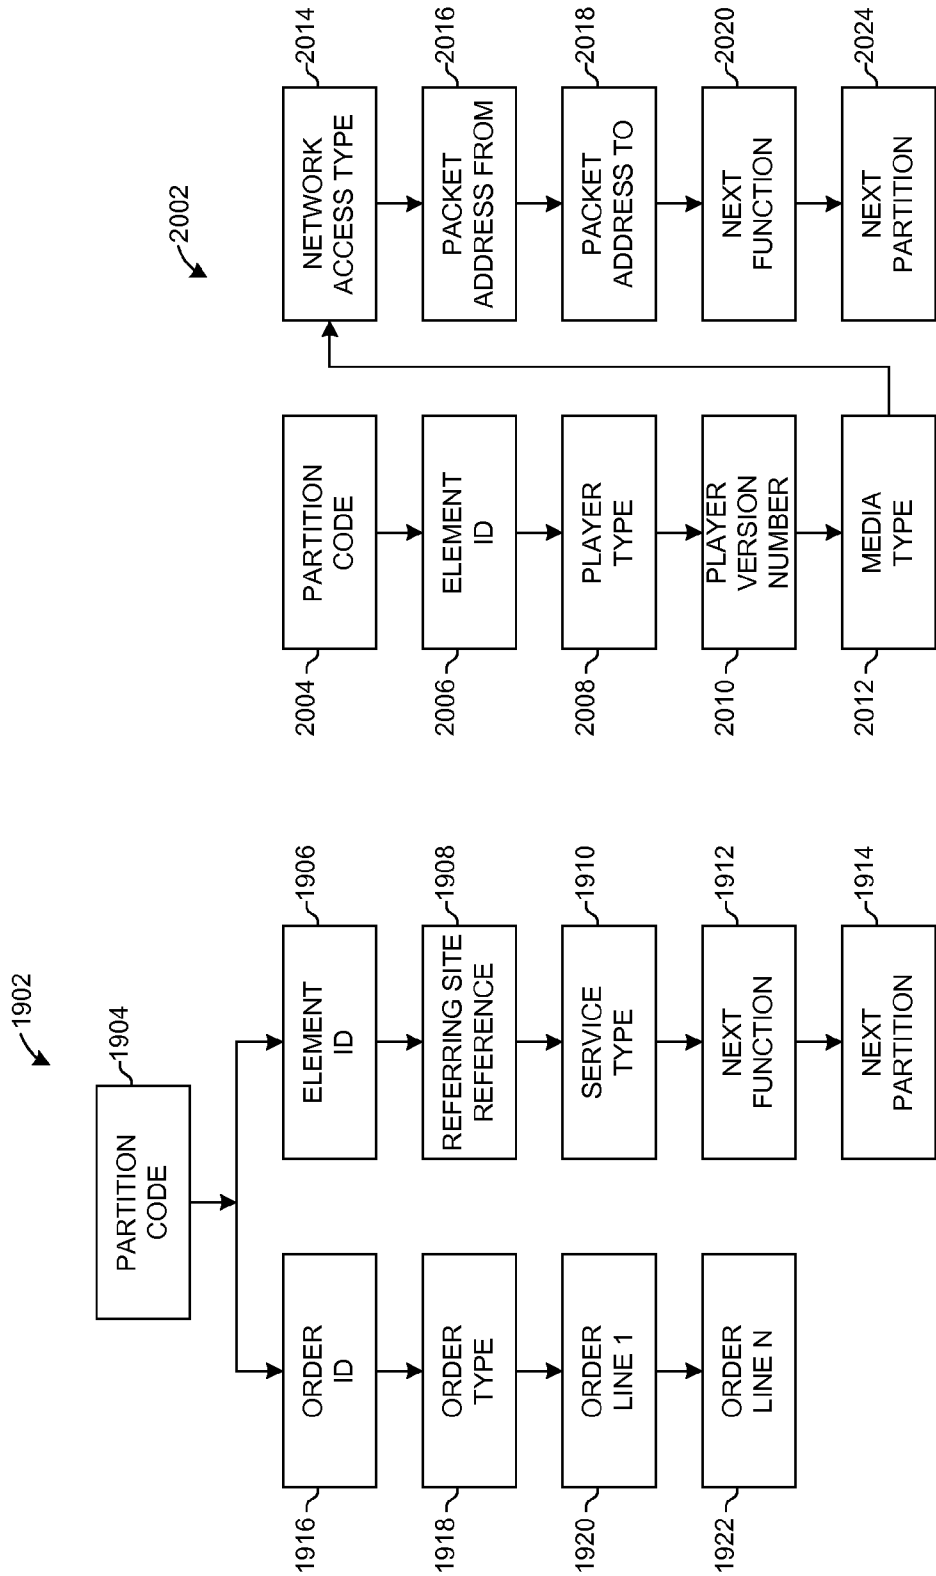 1902
1904
PARTITION
CODE
1916
ORDER
ID
1918
ORDER
TYPE
1920
ORDER
LINE 1
1922
ORDER
LINE N
1906
ELEMENT
ID
1908
REFERRING SITE
REFERENCE
1910
SERVICE
TYPE
1912
NEXT
FUNCTION
1914
NEXT
PARTITION
2002
2004
PARTITION
CODE
2006
ELEMENT
ID
2008
PLAYER
TYPE
2010
PLAYER
VERSION
NUMBER
2012
MEDIA
TYPE
2014
NETWORK
ACCESS TYPE
2016
PACKET
ADDRESS FROM
2018
PACKET
ADDRESS TO
2020
NEXT
FUNCTION
2024
NEXT
PARTITION